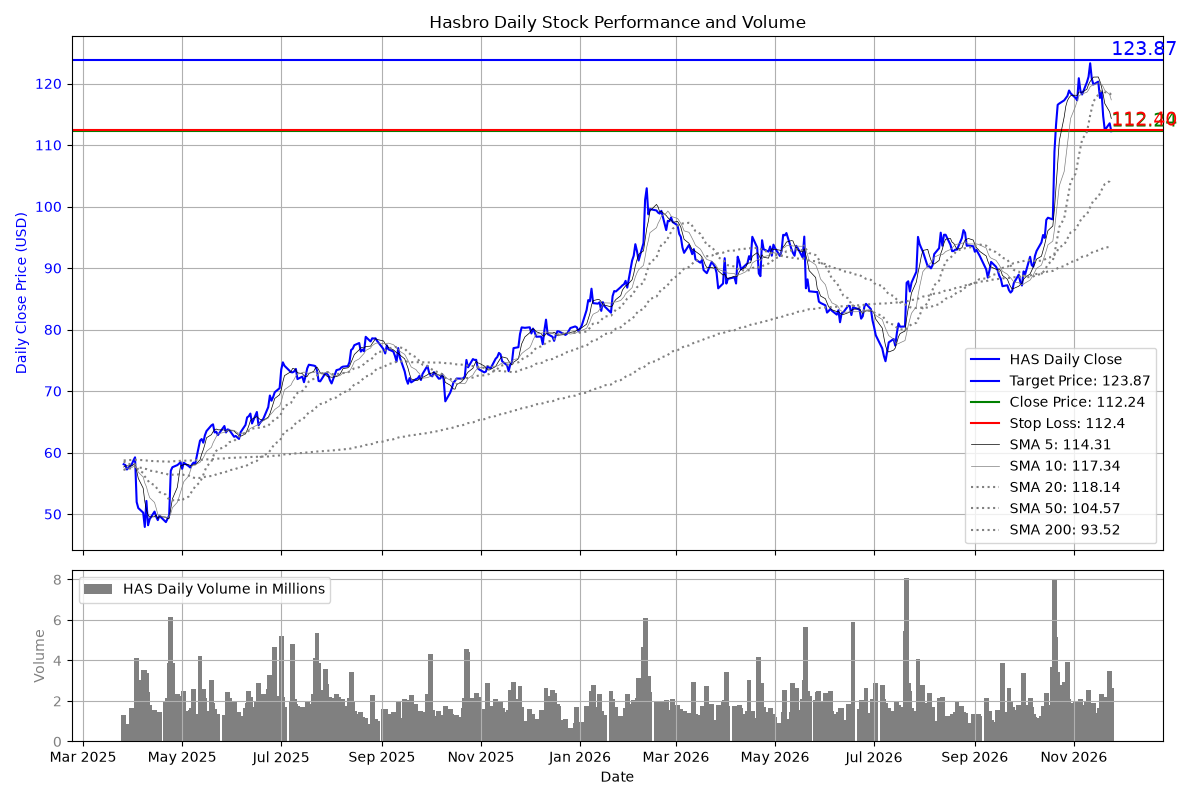 Hasbro Daily Stock Performance and Volume
123.87
112.40
Daily Close Price (USD)
120
110
100
90
80
70
60
50
HAS Daily Close
Target Price: 123.87
Close Price: 112.24
Stop Loss: 112.4
SMA 5: 114.31
SMA 10: 117.34
SMA 20: 118.14
SMA 50: 104.57
SMA 200: 93.52
HAS Daily Volume in Millions
Volume
8
6
4
2
0
Mar 2025
May 2025
Jul 2025
Sep 2025
Nov 2025
Jan 2026
Mar 2026
May 2026
Jul 2026
Sep 2026
Nov 2026
Date